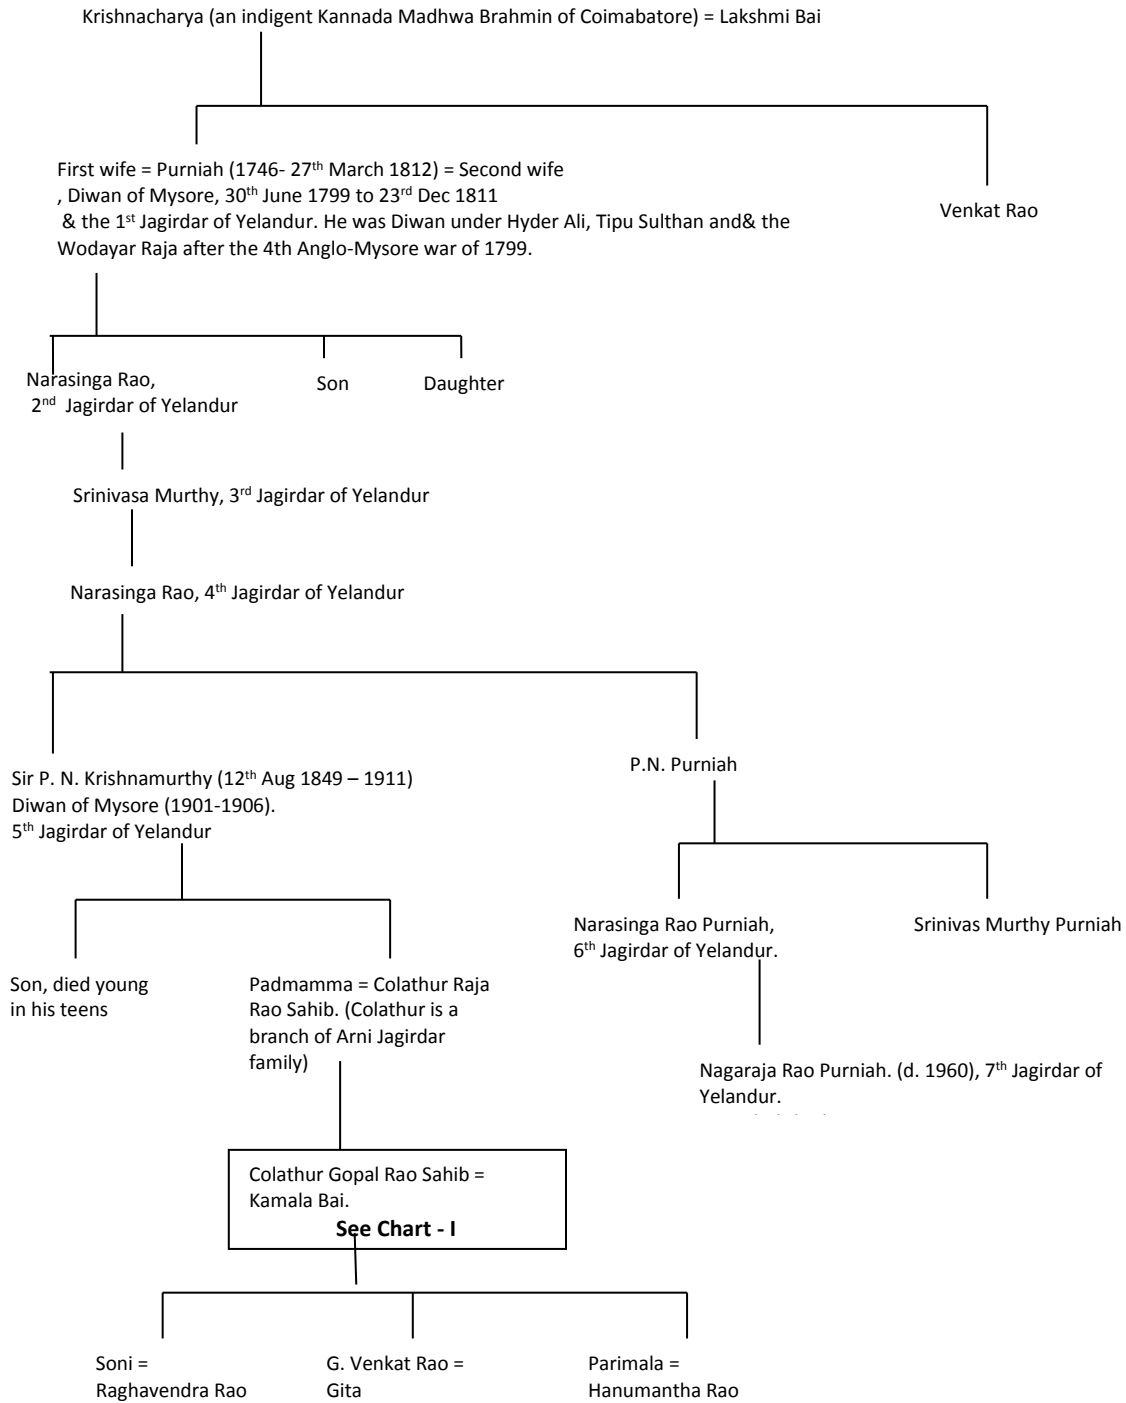 Krishnacharya (an indigent Kannada Madhwa Brahmin of Coimabatore) = Lakshmi Bai
First wife = Purniah (1746- 27th March 1812) = Second wife
, Diwan of Mysore, 30th June 1799 to 23rd Dec 1811
& the 1st Jagirdar of Yelandur. He was Diwan under Hyder Ali, Tipu Sulthan and& the
Wodayar Raja after the 4th Anglo-Mysore war of 1799.
Venkat Rao
Narasinga Rao,
2nd Jagirdar of Yelandur
Son
Daughter
Srinivasa Murthy, 3rd Jagirdar of Yelandur
Narasinga Rao, 4th Jagirdar of Yelandur
Sir P. N. Krishnamurthy (12th Aug 1849 – 1911)
Diwan of Mysore (1901-1906).
5th Jagirdar of Yelandur
P.N. Purniah
Narasinga Rao Purniah,
6th Jagirdar of Yelandur.
Srinivas Murthy Purniah
Son, died young
in his teens
Padmamma = Colathur Raja
Rao Sahib. (Colathur is a
branch of Arni Jagirdar
family)
Nagaraja Rao Purniah. (d. 1960), 7th Jagirdar of
Yelandur.
Colathur Gopal Rao Sahib =
Kamala Bai.
See Chart - I
Soni =
Raghavendra Rao
G. Venkat Rao =
Gita
Parimala =
Hanumantha Rao